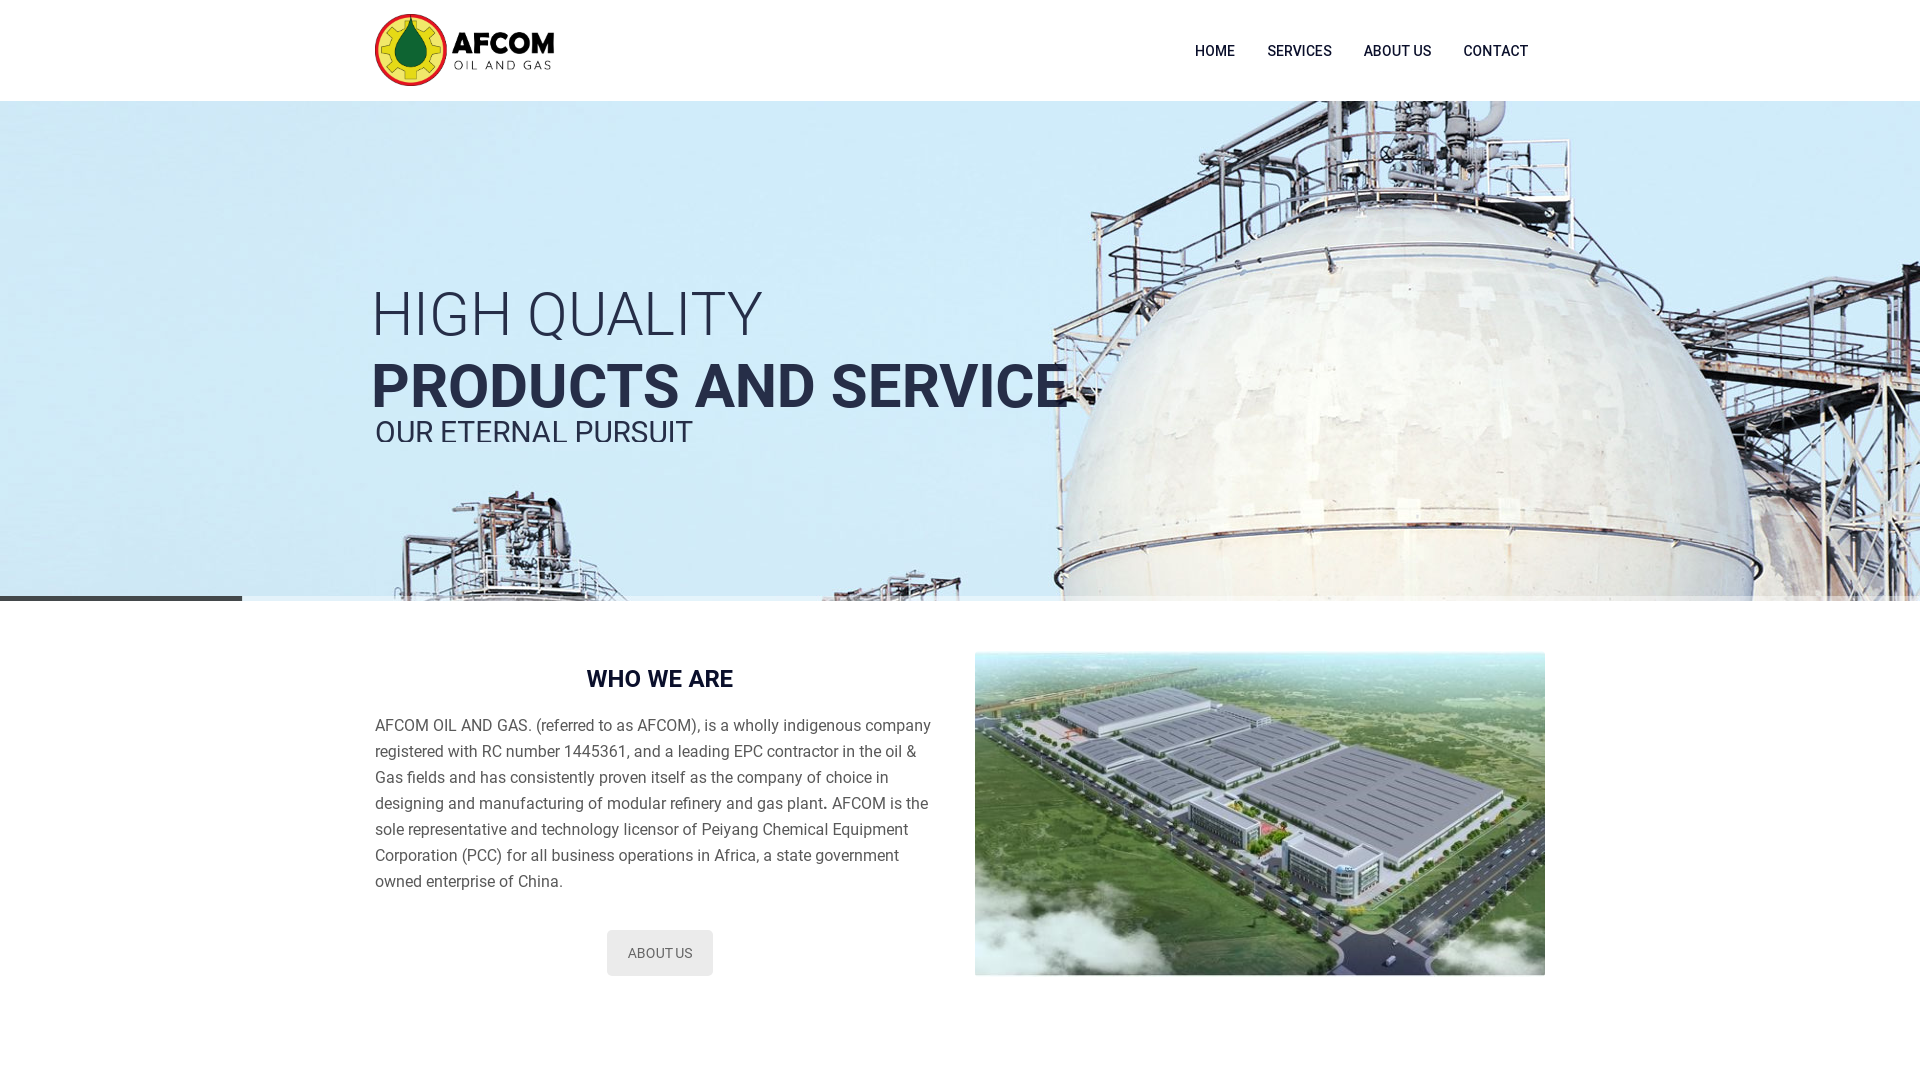 AFCOM
OIL AND GAS
HOME
SERVICES
ABOUT US
CONTACT
HIGH QUALITY
PRODUCTS AND SERVICE
OUR ETERNAL PURSUIT
WHO WE ARE
AFCOM OIL AND GAS. (referred to as AFCOM), is a wholly indigenous company
registered with RC number 1445361, and a leading EPC contractor in the oil &
Gas fields and has consistently proven itself as the company of choice in
designing and manufacturing of modular refinery and gas plant. AFCOM is the
sole representative and technology licensor of Peiyang Chemical Equipment
Corporation (PCC) for all business operations in Africa, a state government
owned enterprise of China.
ABOUT US